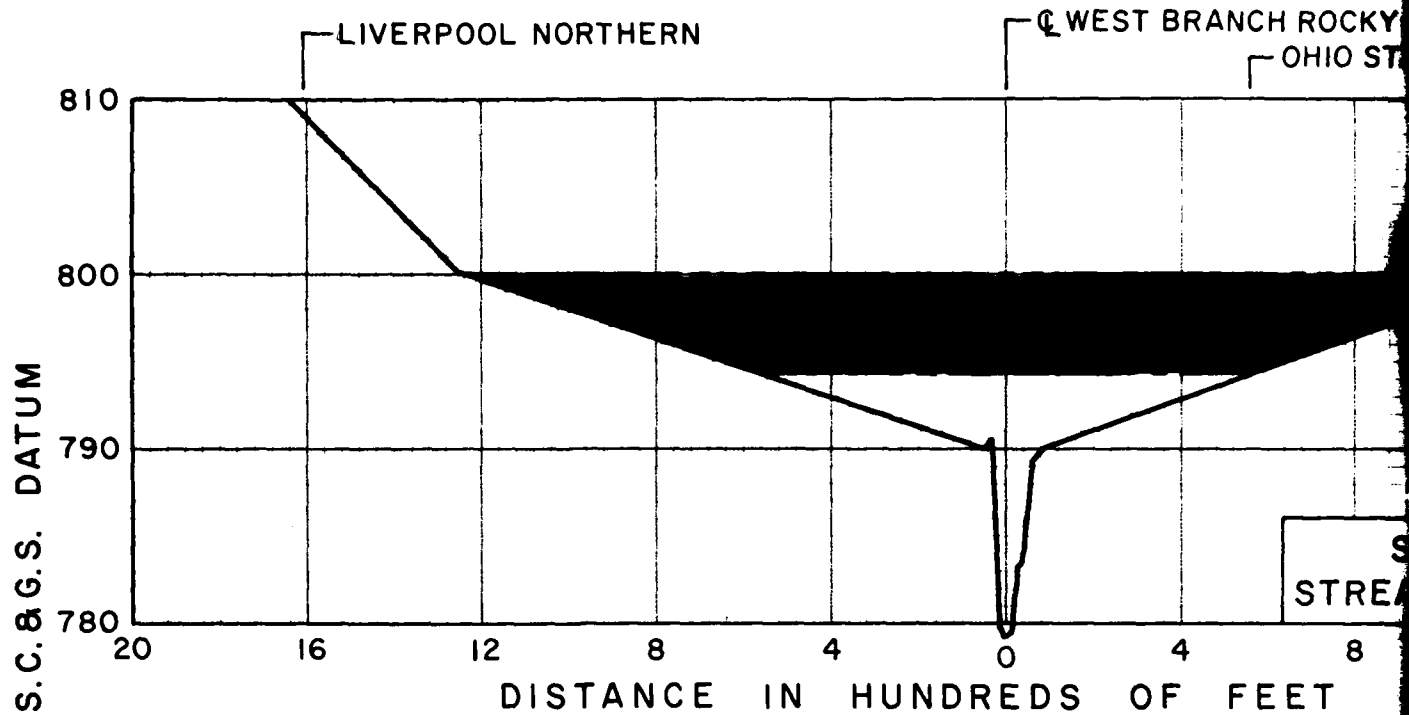 LIVERPOOL NORTHERN
℄ WEST BRANCH ROCKY
OHIO ST
810
800
790
780
S.C. & G.S. DATUM
20 16 12 8 4 0 4 8
DISTANCE IN HUNDREDS OF FEET
S
STREA